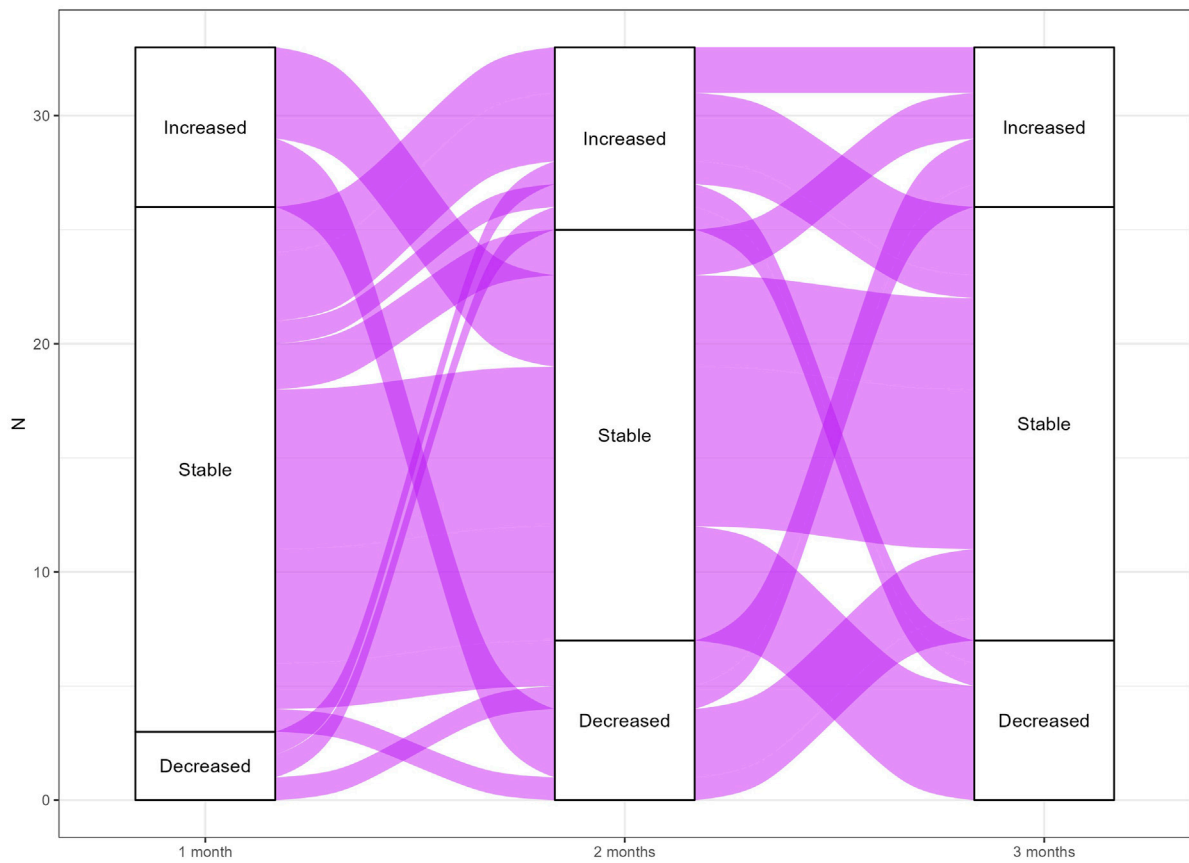 N
30
20
10
0
Increased
Increased
Increased
Stable
Stable
Stable
Decreased
Decreased
Decreased
1 month
2 months
3 months